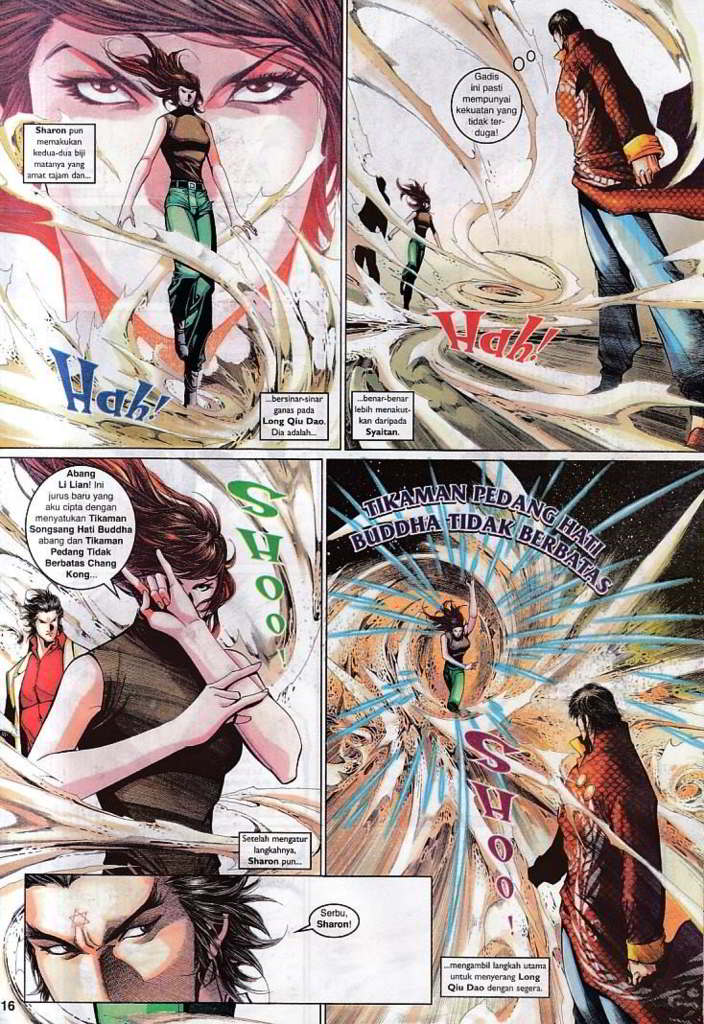 Sharon pun
memakukan
kedua-dua biji
matanya yang
amat tajam dan...
Hah!
...bersinar-sinar
ganas pada
Long Qiu Dao.
Dia adalah...
Gadis
ini pasti
mempunyai
kekuatan yang
tidak ter-
duga!
Hah!
...benar-benar
lebih menakut-
kan daripada
Syaitan.
Abang
Li Lian! Ini
jurus baru yang
aku cipta dengan
menyatukan Tikaman
Songsang Hati Buddha
abang dan Tikaman
Pedang Tidak
Berbatas Chang
Kong...
SHOO!
Setelah mengatur
langkahnya,
Sharon pun...
TIKAMAN PEDANG HATI
BUDDHA TIDAK BERBATAS
SHOO!
...mengambil langkah utama
untuk menyerang Long
Qiu Dao dengan segera.
Serbu,
Sharon!
16